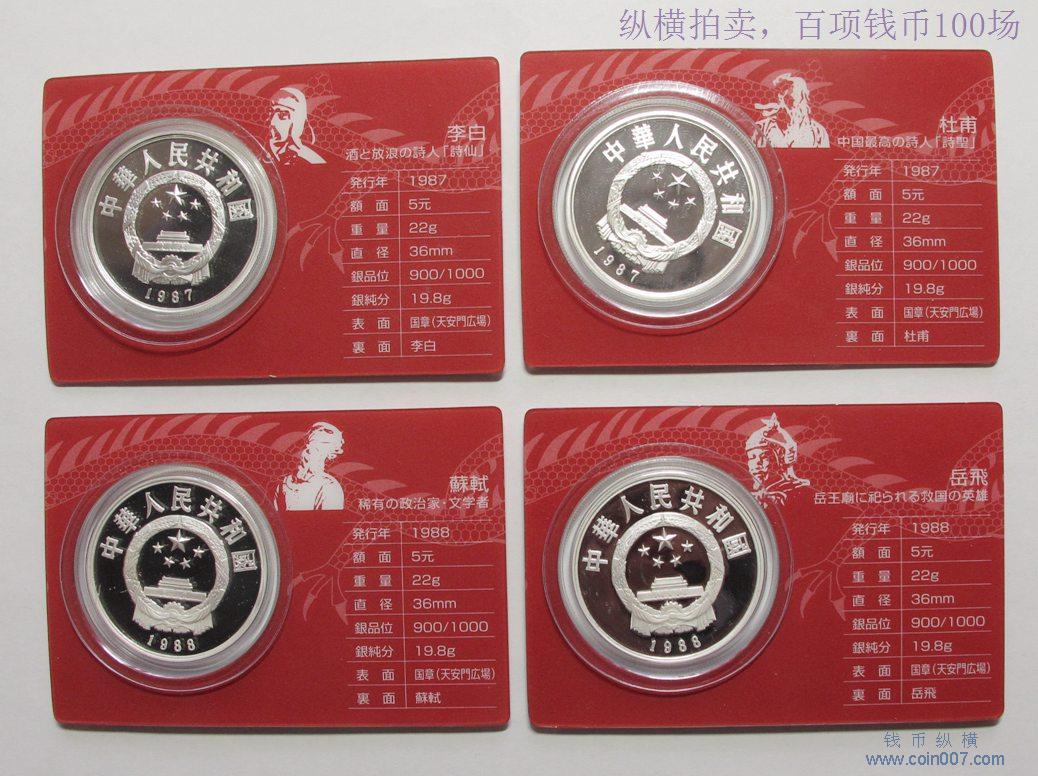 纵横拍卖，百项钱币100场
李白
酒と放浪の詩人「詩仙」
発行年 1987
額面 5元
重量 22g
直径 36mm
銀品位 900/1000
銀純分 19.8g
表面 国章(天安門広場)
裏面 李白
中華人民共和國
1987
杜甫
中国最高の詩人「詩聖」
発行年 1987
額面 5元
重量 22g
直径 36mm
銀品位 900/1000
銀純分 19.8g
表面 国章(天安門広場)
裏面 杜甫
中華人民共和國
1987
蘇軾
稀有の政治家・文学者
発行年 1988
額面 5元
重量 22g
直径 36mm
銀品位 900/1000
銀純分 19.8g
表面 国章(天安門広場)
裏面 蘇軾
中華人民共和國
1988
岳飛
岳王廟に祀られる救国の英雄
発行年 1988
額面 5元
重量 22g
直径 36mm
銀品位 900/1000
銀純分 19.8g
表面 国章(天安門広場)
裏面 岳飛
中華人民共和國
1988
钱币纵横
www.coin007.com